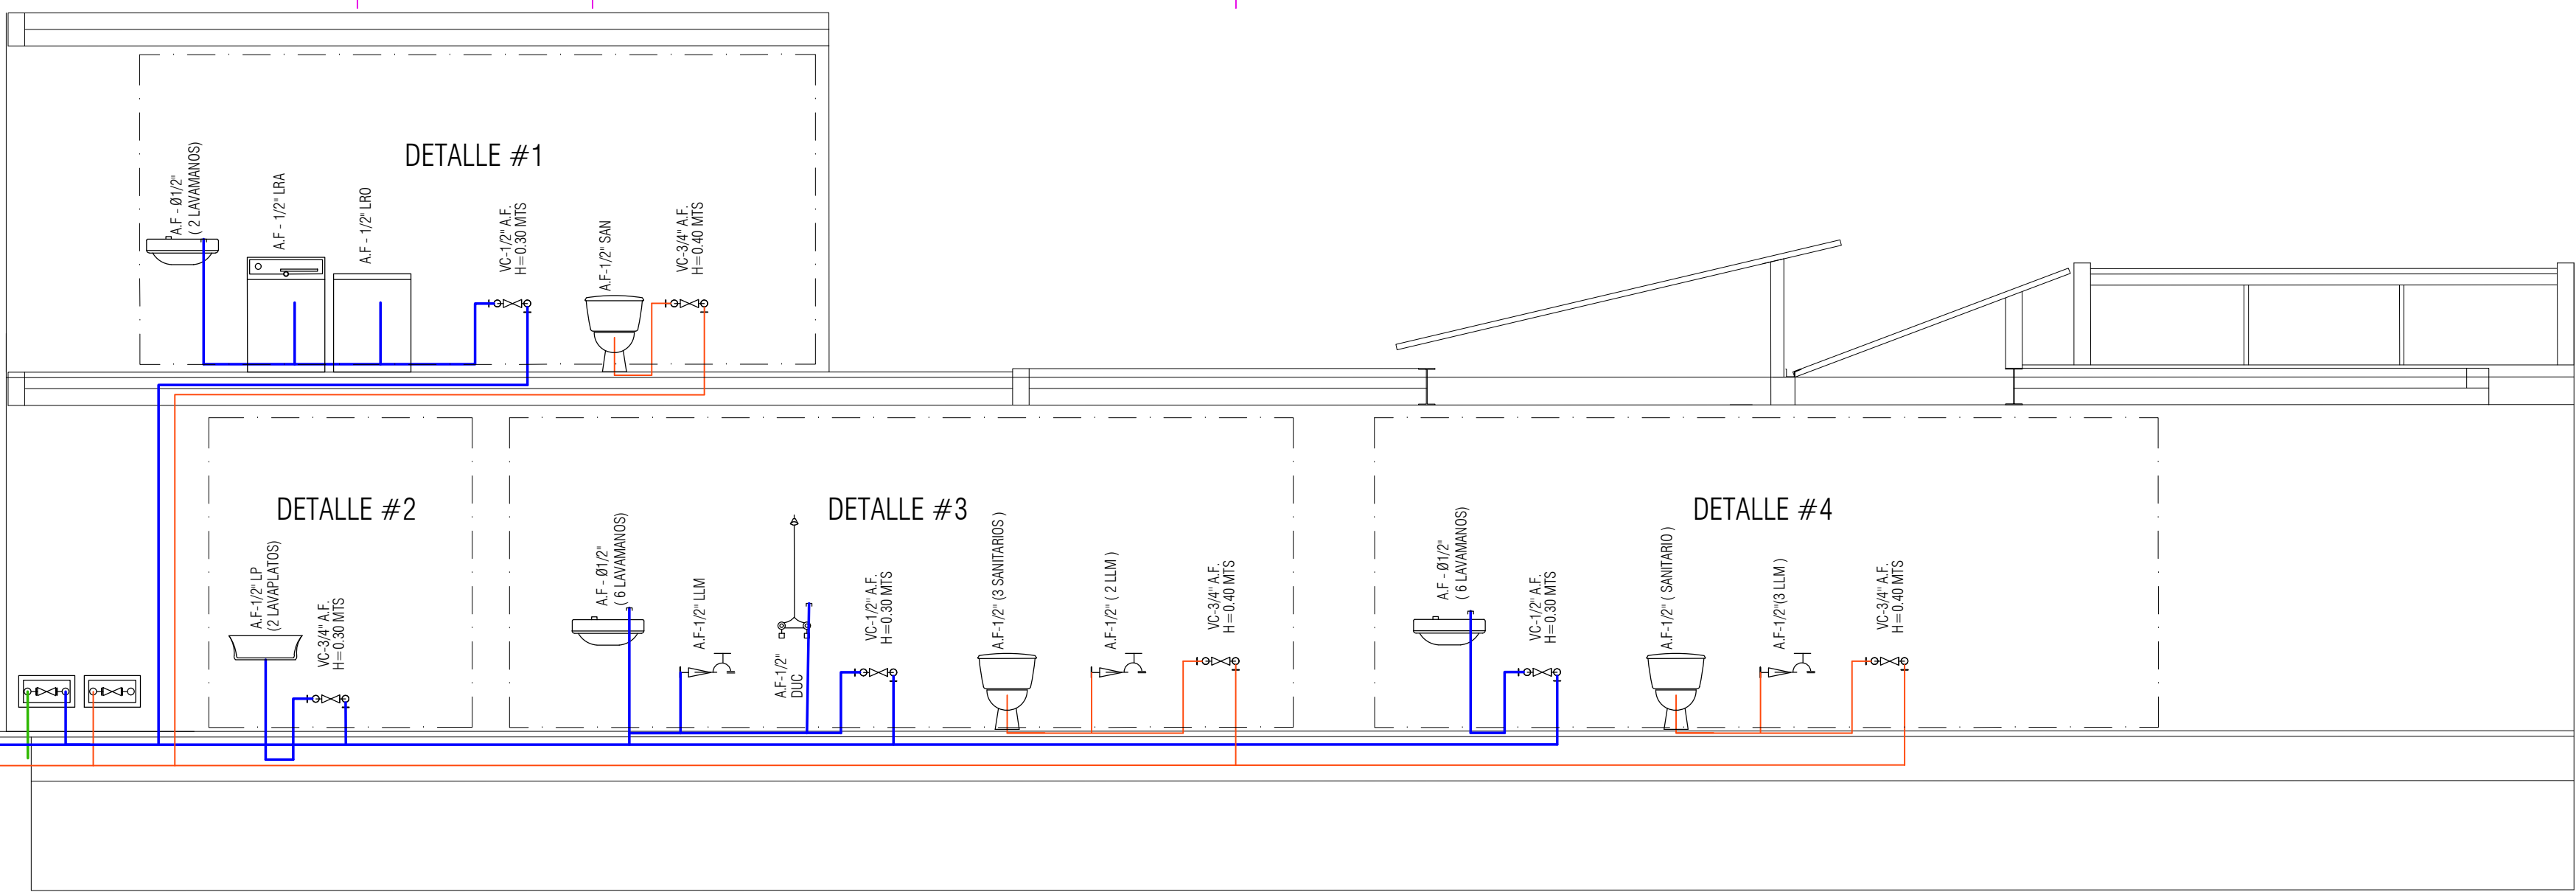 DETALLE #1
A.F - Ø1/2"
( 2 LAVAMANOS)
A.F - 1/2" LRA
A.F - 1/2" LRO
VC-1/2" A.F.
H=0.30 MTS
A.F-1/2" SAN
VC-3/4" A.F.
H=0.40 MTS
DETALLE #2
A.F-1/2" LP
(2 LAVAPLATOS)
VC-3/4" A.F.
H=0.30 MTS
DETALLE #3
A.F - Ø1/2"
( 6 LAVAMANOS)
A.F-1/2" LLM
A.F-1/2"
DUC
VC-1/2" A.F.
H=0.30 MTS
A.F-1/2" (3 SANITARIOS )
A.F-1/2" ( 2 LLM )
VC-3/4" A.F.
H=0.40 MTS
DETALLE #4
A.F - Ø1/2"
( 6 LAVAMANOS)
VC-1/2" A.F.
H=0.30 MTS
A.F-1/2" ( SANITARIO )
A.F-1/2"(3 LLM )
VC-3/4" A.F.
H=0.40 MTS